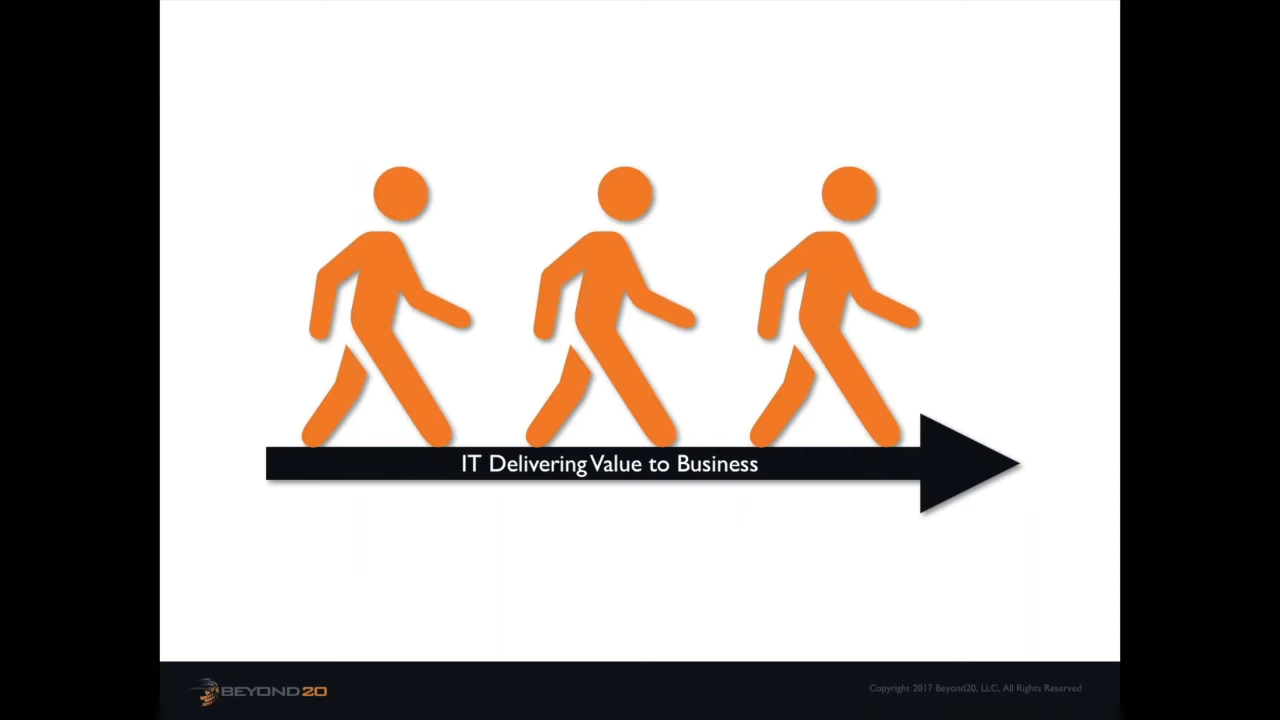 IT Delivering Value to Business
BEYOND20
Copyright 2017 Beyond20, LLC, All Rights Reserved